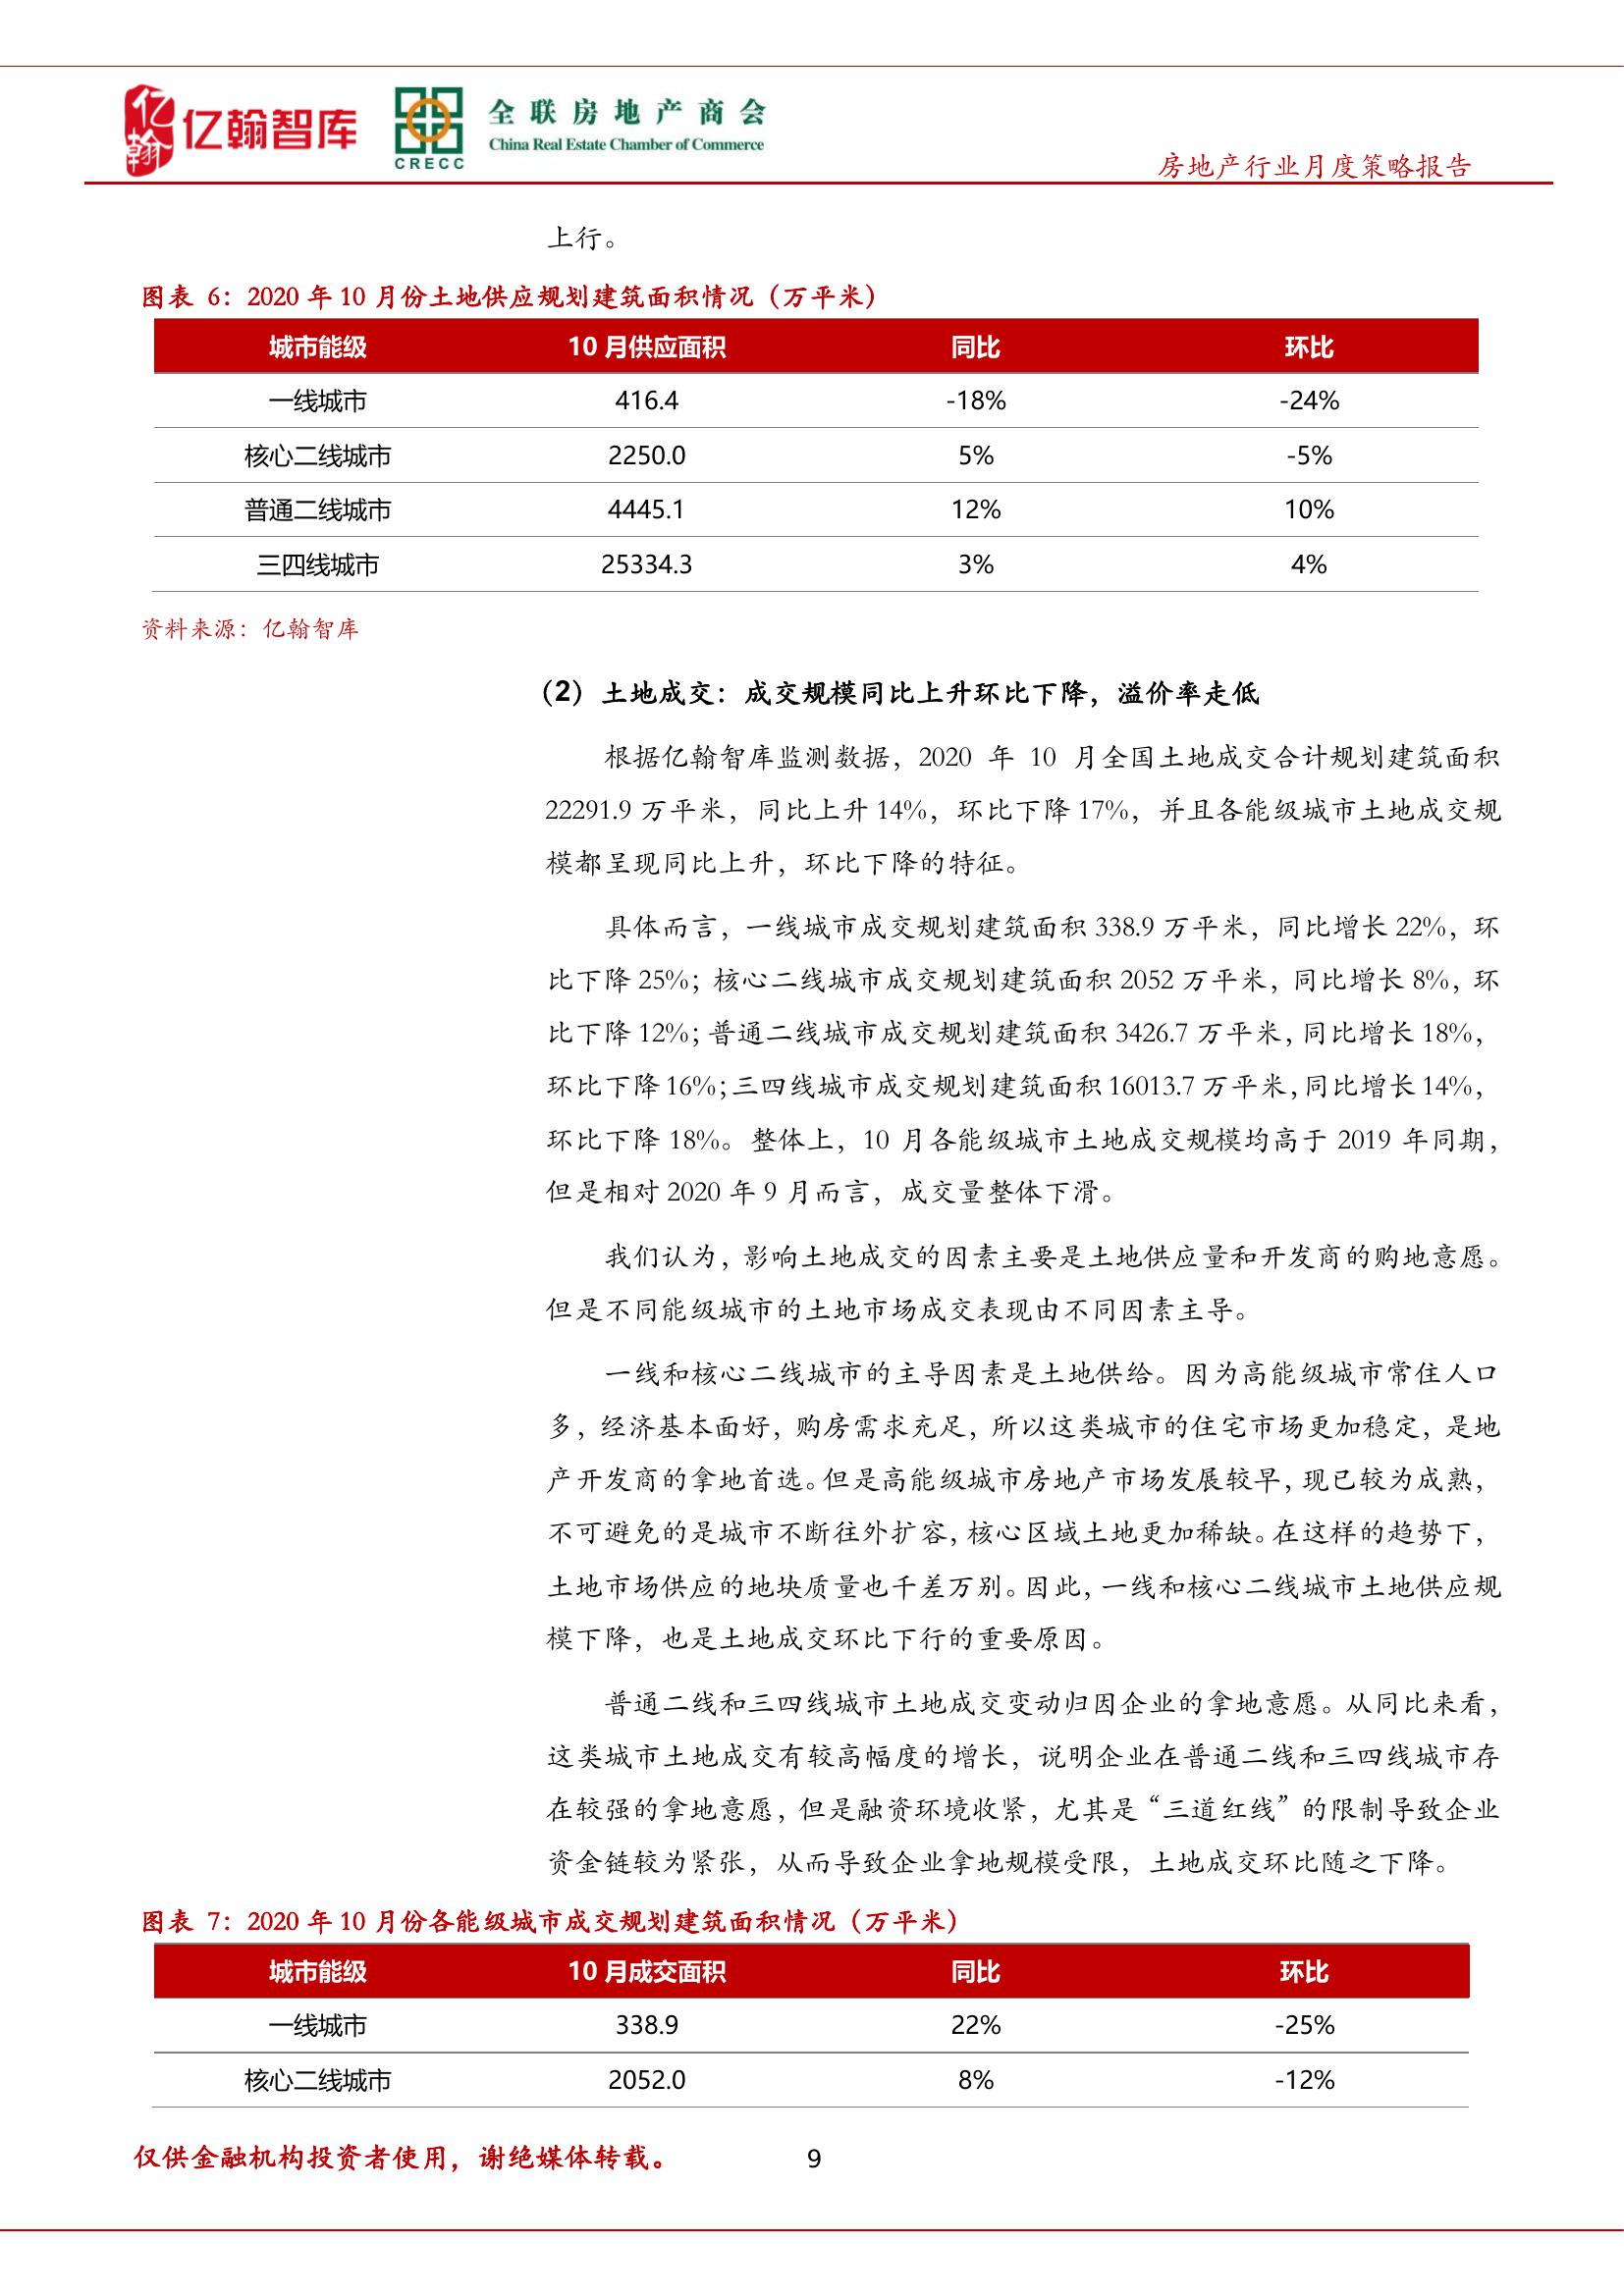 亿翰 亿翰智库
CRECC
全联房地产商会
China Real Estate Chamber of Commerce
房地产行业月度策略报告
上行。
图表 6：2020 年 10 月份土地供应规划建筑面积情况（万平米）
城市能级 10 月供应面积 同比 环比
一线城市 416.4 -18% -24%
核心二线城市 2250.0 5% -5%
普通二线城市 4445.1 12% 10%
三四线城市 25334.3 3% 4%
资料来源：亿翰智库
（2）土地成交：成交规模同比上升环比下降，溢价率走低
根据亿翰智库监测数据，2020 年 10 月全国土地成交合计规划建筑面积
22291.9 万平米，同比上升 14%，环比下降 17%，并且各能级城市土地成交规
模都呈现同比上升，环比下降的特征。
具体而言，一线城市成交规划建筑面积 338.9 万平米，同比增长 22%，环
比下降 25%；核心二线城市成交规划建筑面积 2052 万平米，同比增长 8%，环
比下降 12%；普通二线城市成交规划建筑面积 3426.7 万平米，同比增长 18%，
环比下降 16%；三四线城市成交规划建筑面积 16013.7 万平米，同比增长 14%，
环比下降 18%。整体上，10 月各能级城市土地成交规模均高于 2019 年同期，
但是相对 2020 年 9 月而言，成交量整体下滑。
我们认为，影响土地成交的因素主要是土地供应量和开发商的购地意愿。
但是不同能级城市的土地市场成交表现由不同因素主导。
一线和核心二线城市的主导因素是土地供给。因为高能级城市常住人口
多，经济基本面好，购房需求充足，所以这类城市的住宅市场更加稳定，是地
产开发商的拿地首选。但是高能级城市房地产市场发展较早，现已较为成熟，
不可避免的是城市不断往外扩容，核心区域土地更加稀缺。在这样的趋势下，
土地市场供应的地块质量也千差万别。因此，一线和核心二线城市土地供应规
模下降，也是土地成交环比下行的重要原因。
普通二线和三四线城市土地成交变动归因企业的拿地意愿。从同比来看，
这类城市土地成交有较高幅度的增长，说明企业在普通二线和三四线城市存
在较强的拿地意愿，但是融资环境收紧，尤其是“三道红线”的限制导致企业
资金链较为紧张，从而导致企业拿地规模受限，土地成交环比随之下降。
图表 7：2020 年 10 月份各能级城市成交规划建筑面积情况（万平米）
城市能级 10 月成交面积 同比 环比
一线城市 338.9 22% -25%
核心二线城市 2052.0 8% -12%
仅供金融机构投资者使用，谢绝媒体转载。 9